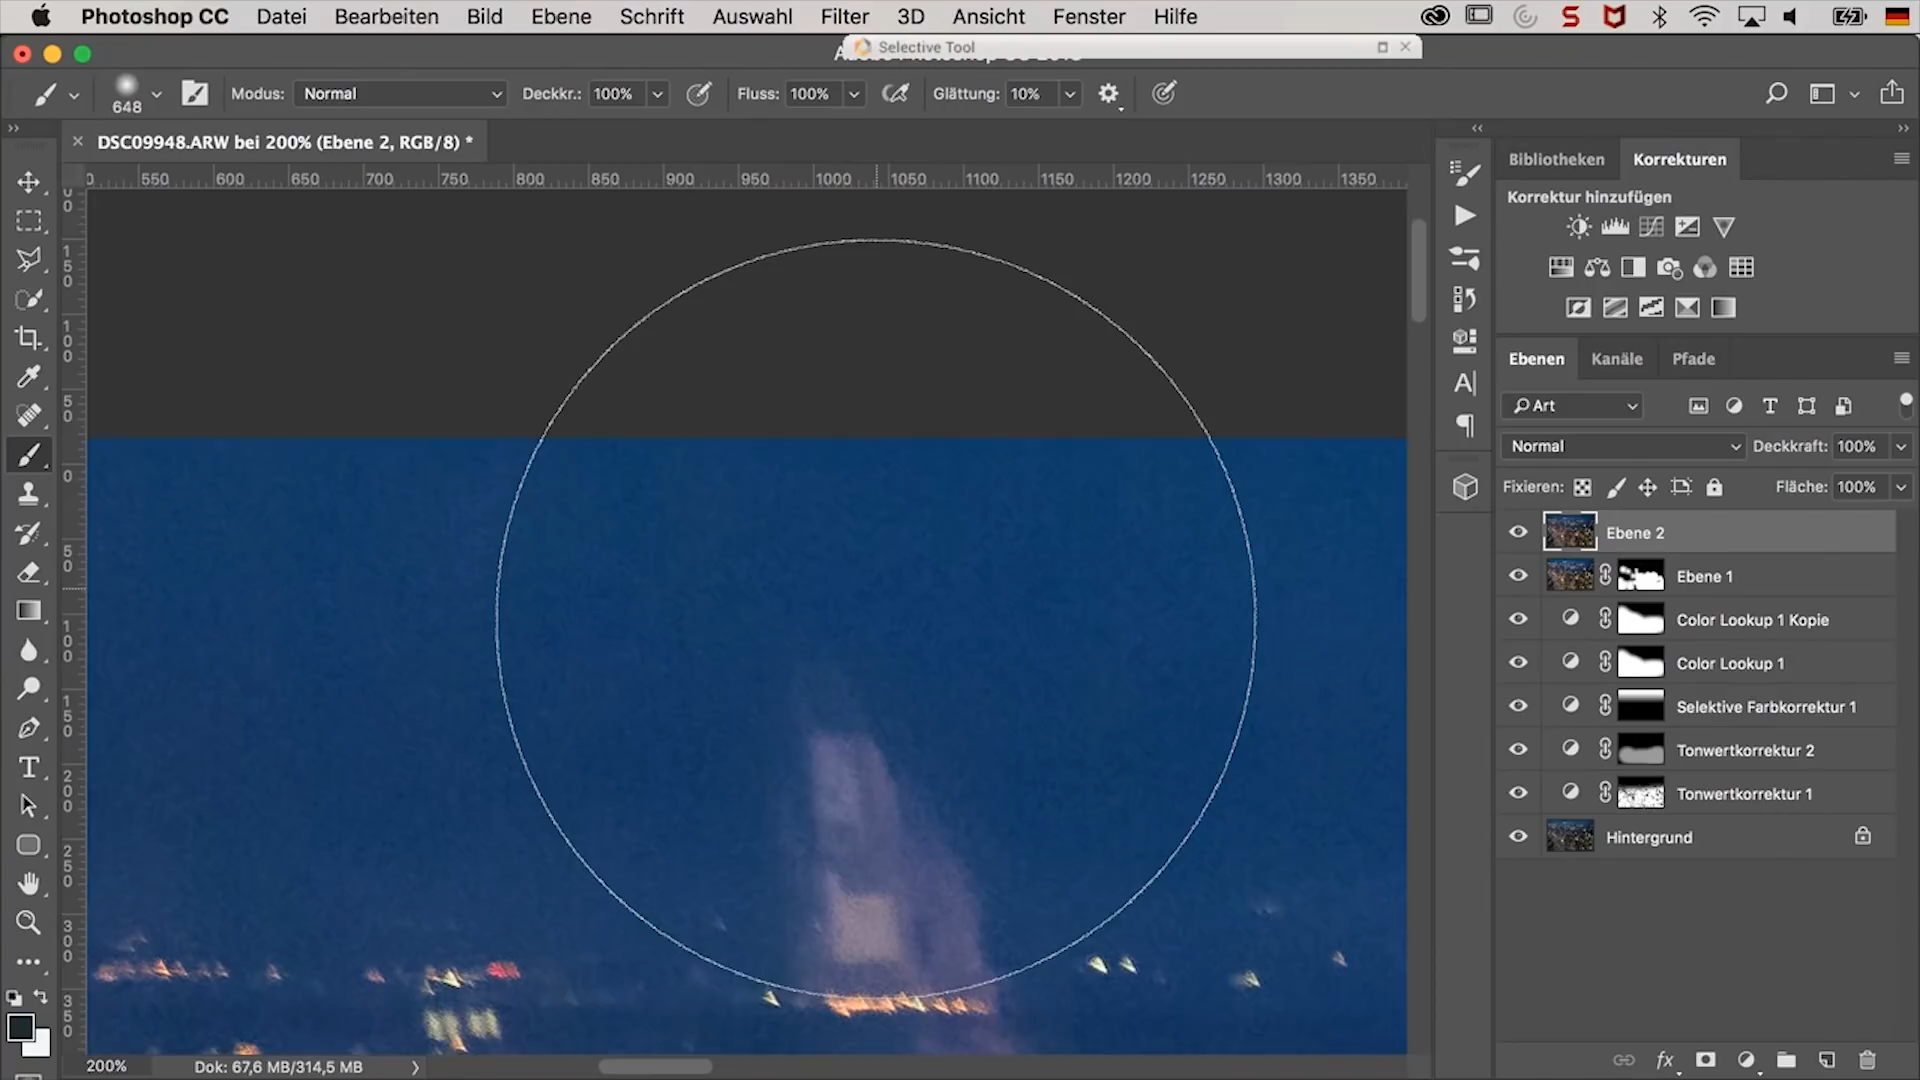 Photoshop CC Datei Bearbeiten Bild Ebene Schrift Auswahl Filter 3D Ansicht Fenster Hilfe
Selective Tool
648 Modus: Normal Deckkr.: 100% Fluss: 100% Glättung: 10%
DSC09948.ARW bei 200% (Ebene 2, RGB/8) *
550 600 650 700 750 800 850 900 950 1000 1050 1100 1150 1200 1250 1300 1350
Bibliotheken Korrekturen
Korrektur hinzufügen
Ebenen Kanäle Pfade
Art
Normal Deckkraft: 100%
Fixieren: Fläche: 100%
Ebene 2
Ebene 1
Color Lookup 1 Kopie
Color Lookup 1
Selektive Farbkorrektur 1
Tonwertkorrektur 2
Tonwertkorrektur 1
Hintergrund
200% Dok: 67,6 MB/314,5 MB